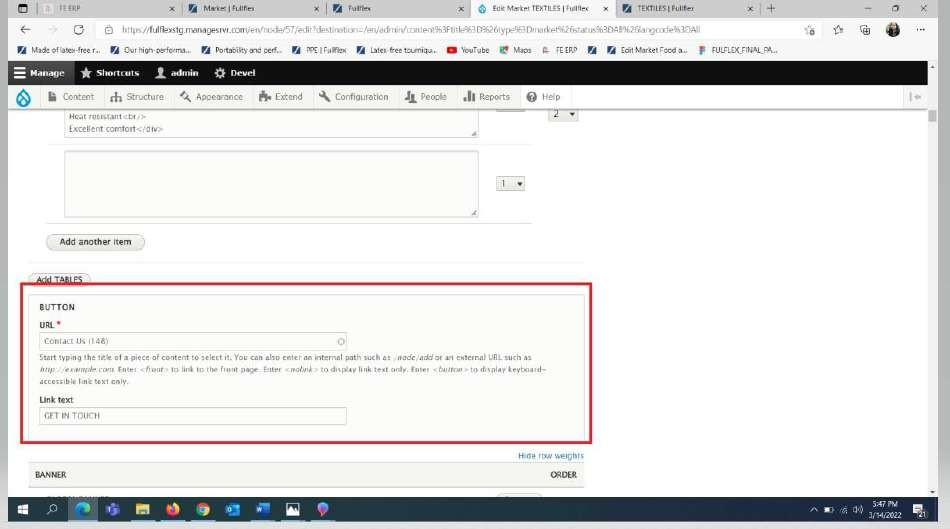 FE ERP
Market | Fullflex
Fullflex
Edit Market TEXTILES | Fullflex
TEXTILES | Fullflex
https://fulflexstg.managesrvr.com/en/node/57/edit?destination=/en/admin/content%3Ftitle%3D%26type%3Dmarket%26status%3DAll%26langcode%3DAll
Made of latex-free r...
Our high-performa...
Portability and perf...
PPE | Fullflex
Latex-free tourniqu...
YouTube
Maps
FE ERP
Edit Market Food a...
FULFLEX_FINAL_PA...
Manage
Shortcuts
admin
Devel
Content
Structure
Appearance
Extend
Configuration
People
Reports
Help
Heat resistant<br/>
Excellent comfort</div>
2
1
Add another item
Add TABLES
BUTTON
URL *
Contact Us (148)
Start typing the title of a piece of content to select it. You can also enter an internal path such as /node/add or an external URL such as
http://example.com. Enter <front> to link to the front page. Enter <nolink> to display link text only. Enter <button> to display keyboard-
accessible link text only.
Link text
GET IN TOUCH
Hide row weights
BANNER
ORDER
5:47 PM
3/14/2022
21